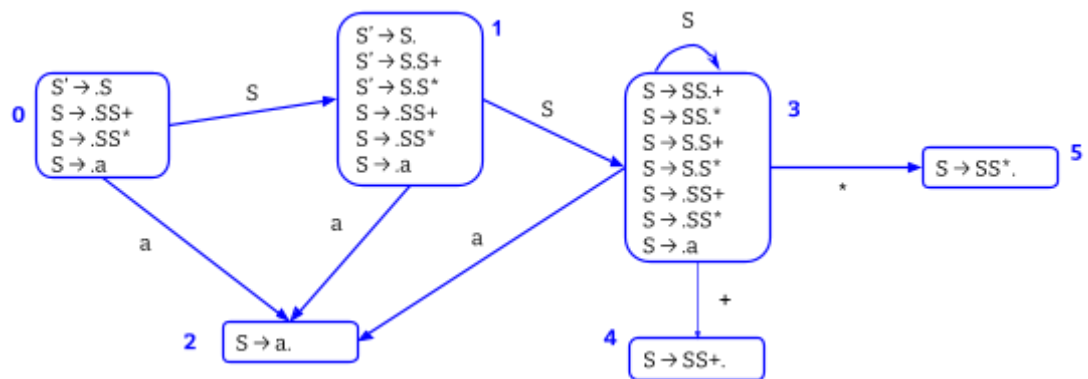 0
S′ → .S
S → .SS+
S → .SS*
S → .a
S
1
S′ → S.
S′ → S.S+
S′ → S.S*
S → .SS+
S → .SS*
S → .a
S
S
3
S → SS.+
S → SS.*
S → S.S+
S → S.S*
S → .SS+
S → .SS*
S → .a
*
5
S → SS*.
a
a
a
+
2
S → a.
4
S → SS+.